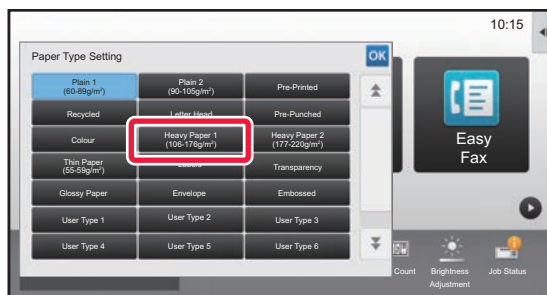 10:15
Paper Type Setting
OK
Plain 1
(60-89g/m²)
Plain 2
(90-105g/m²)
Pre-Printed
Recycled
Letter Head
Pre-Punched
Colour
Heavy Paper 1
(106-176g/m²)
Heavy Paper 2
(177-220g/m²)
Thin Paper
(55-59g/m²)
Labels
Transparency
Glossy Paper
Envelope
Embossed
User Type 1
User Type 2
User Type 3
User Type 4
User Type 5
User Type 6
Easy
Fax
Count
Brightness
Adjustment
Job Status